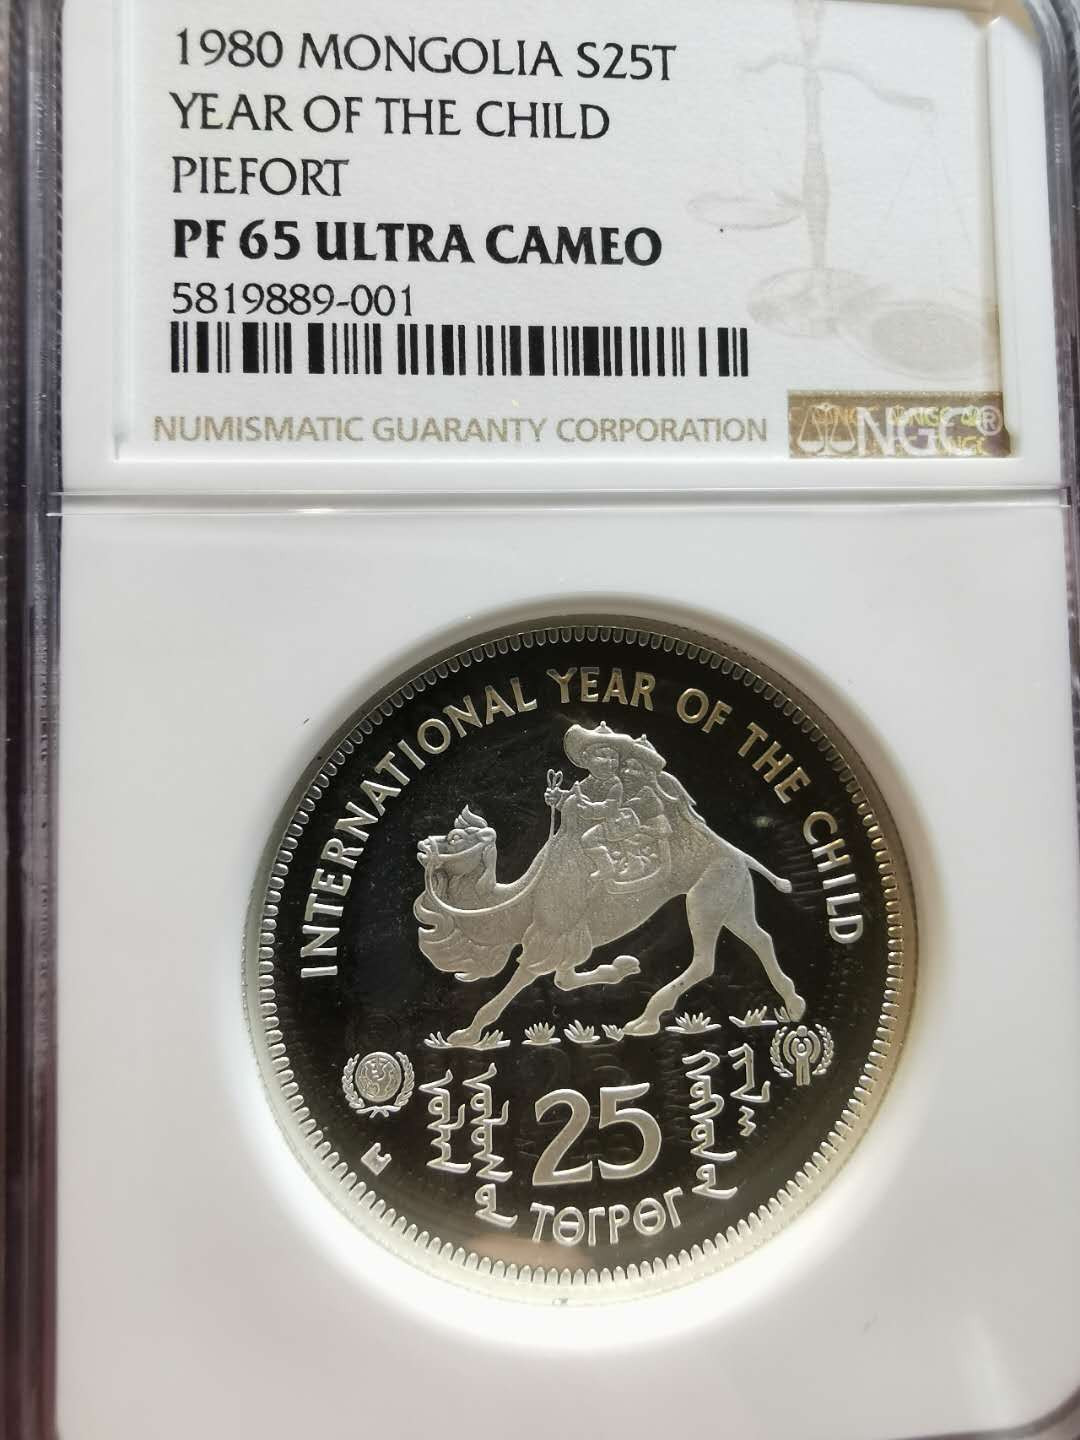 1980 MONGOLIA S25T
YEAR OF THE CHILD
PIEFORT
PF 65 ULTRA CAMEO
5819889-001
NUMISMATIC GUARANTY CORPORATION
NGC®
INTERNATIONAL YEAR OF THE CHILD
25
ТӨГРӨГ